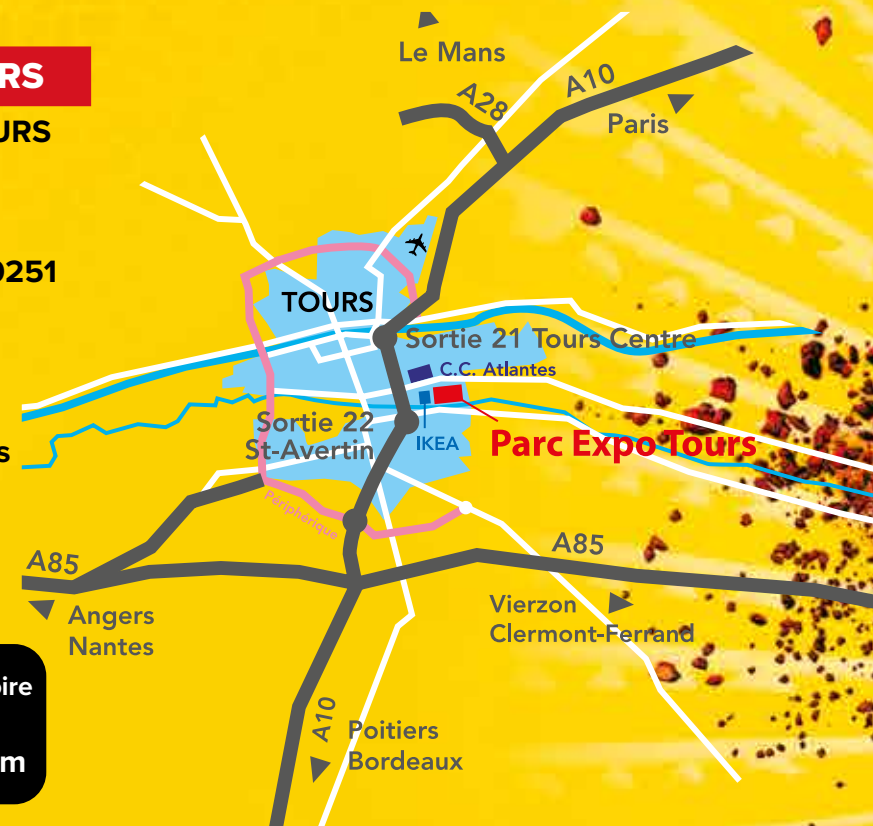 RS
URS
0251
s
oire
m
Le Mans
A28
A10
Paris
TOURS
Sortie 21 Tours Centre
C.C. Atlantes
Sortie 22
St-Avertin
IKEA
Parc Expo Tours
Périphérique
A85
A85
Angers
Nantes
Vierzon
Clermont-Ferrand
A10
Poitiers
Bordeaux